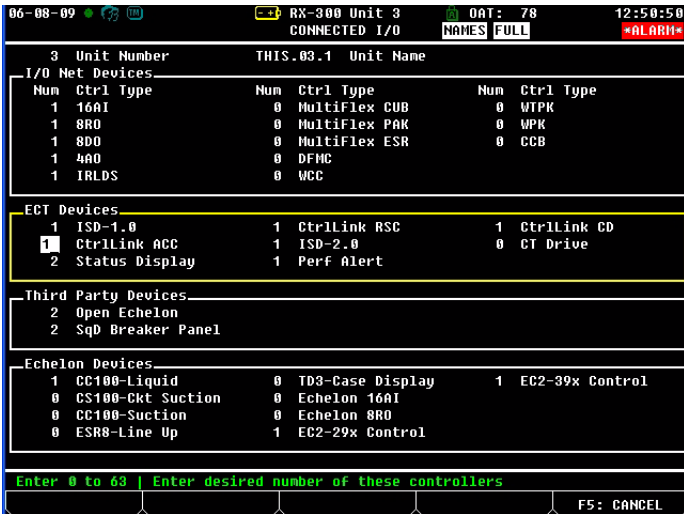 06-08-09 RX-300 Unit 3 OAT: 78 12:50:50
CONNECTED I/O NAMES FULL *ALARM*
3 Unit Number THIS.03.1 Unit Name
I/O Net Devices
Num Ctrl Type Num Ctrl Type Num Ctrl Type
1 16AI 0 MultiFlex CUB 0 WTPK
1 8RO 0 MultiFlex PAK 0 WPK
1 8DO 0 MultiFlex ESR 0 CCB
1 4AO 0 DFMC
1 IRLDS 0 WCC
ECT Devices
1 ISD-1.0 1 CtrlLink RSC 1 CtrlLink CD
1 CtrlLink ACC 1 ISD-2.0 0 CT Drive
2 Status Display 1 Perf Alert
Third Party Devices
2 Open Echelon
2 SqD Breaker Panel
Echelon Devices
1 CC100-Liquid 0 TD3-Case Display 1 EC2-39x Control
0 CS100-Ckt Suction 0 Echelon 16AI
0 CC100-Suction 0 Echelon 8RO
0 ESR8-Line Up 1 EC2-29x Control
Enter 0 to 63 | Enter desired number of these controllers
F5: CANCEL